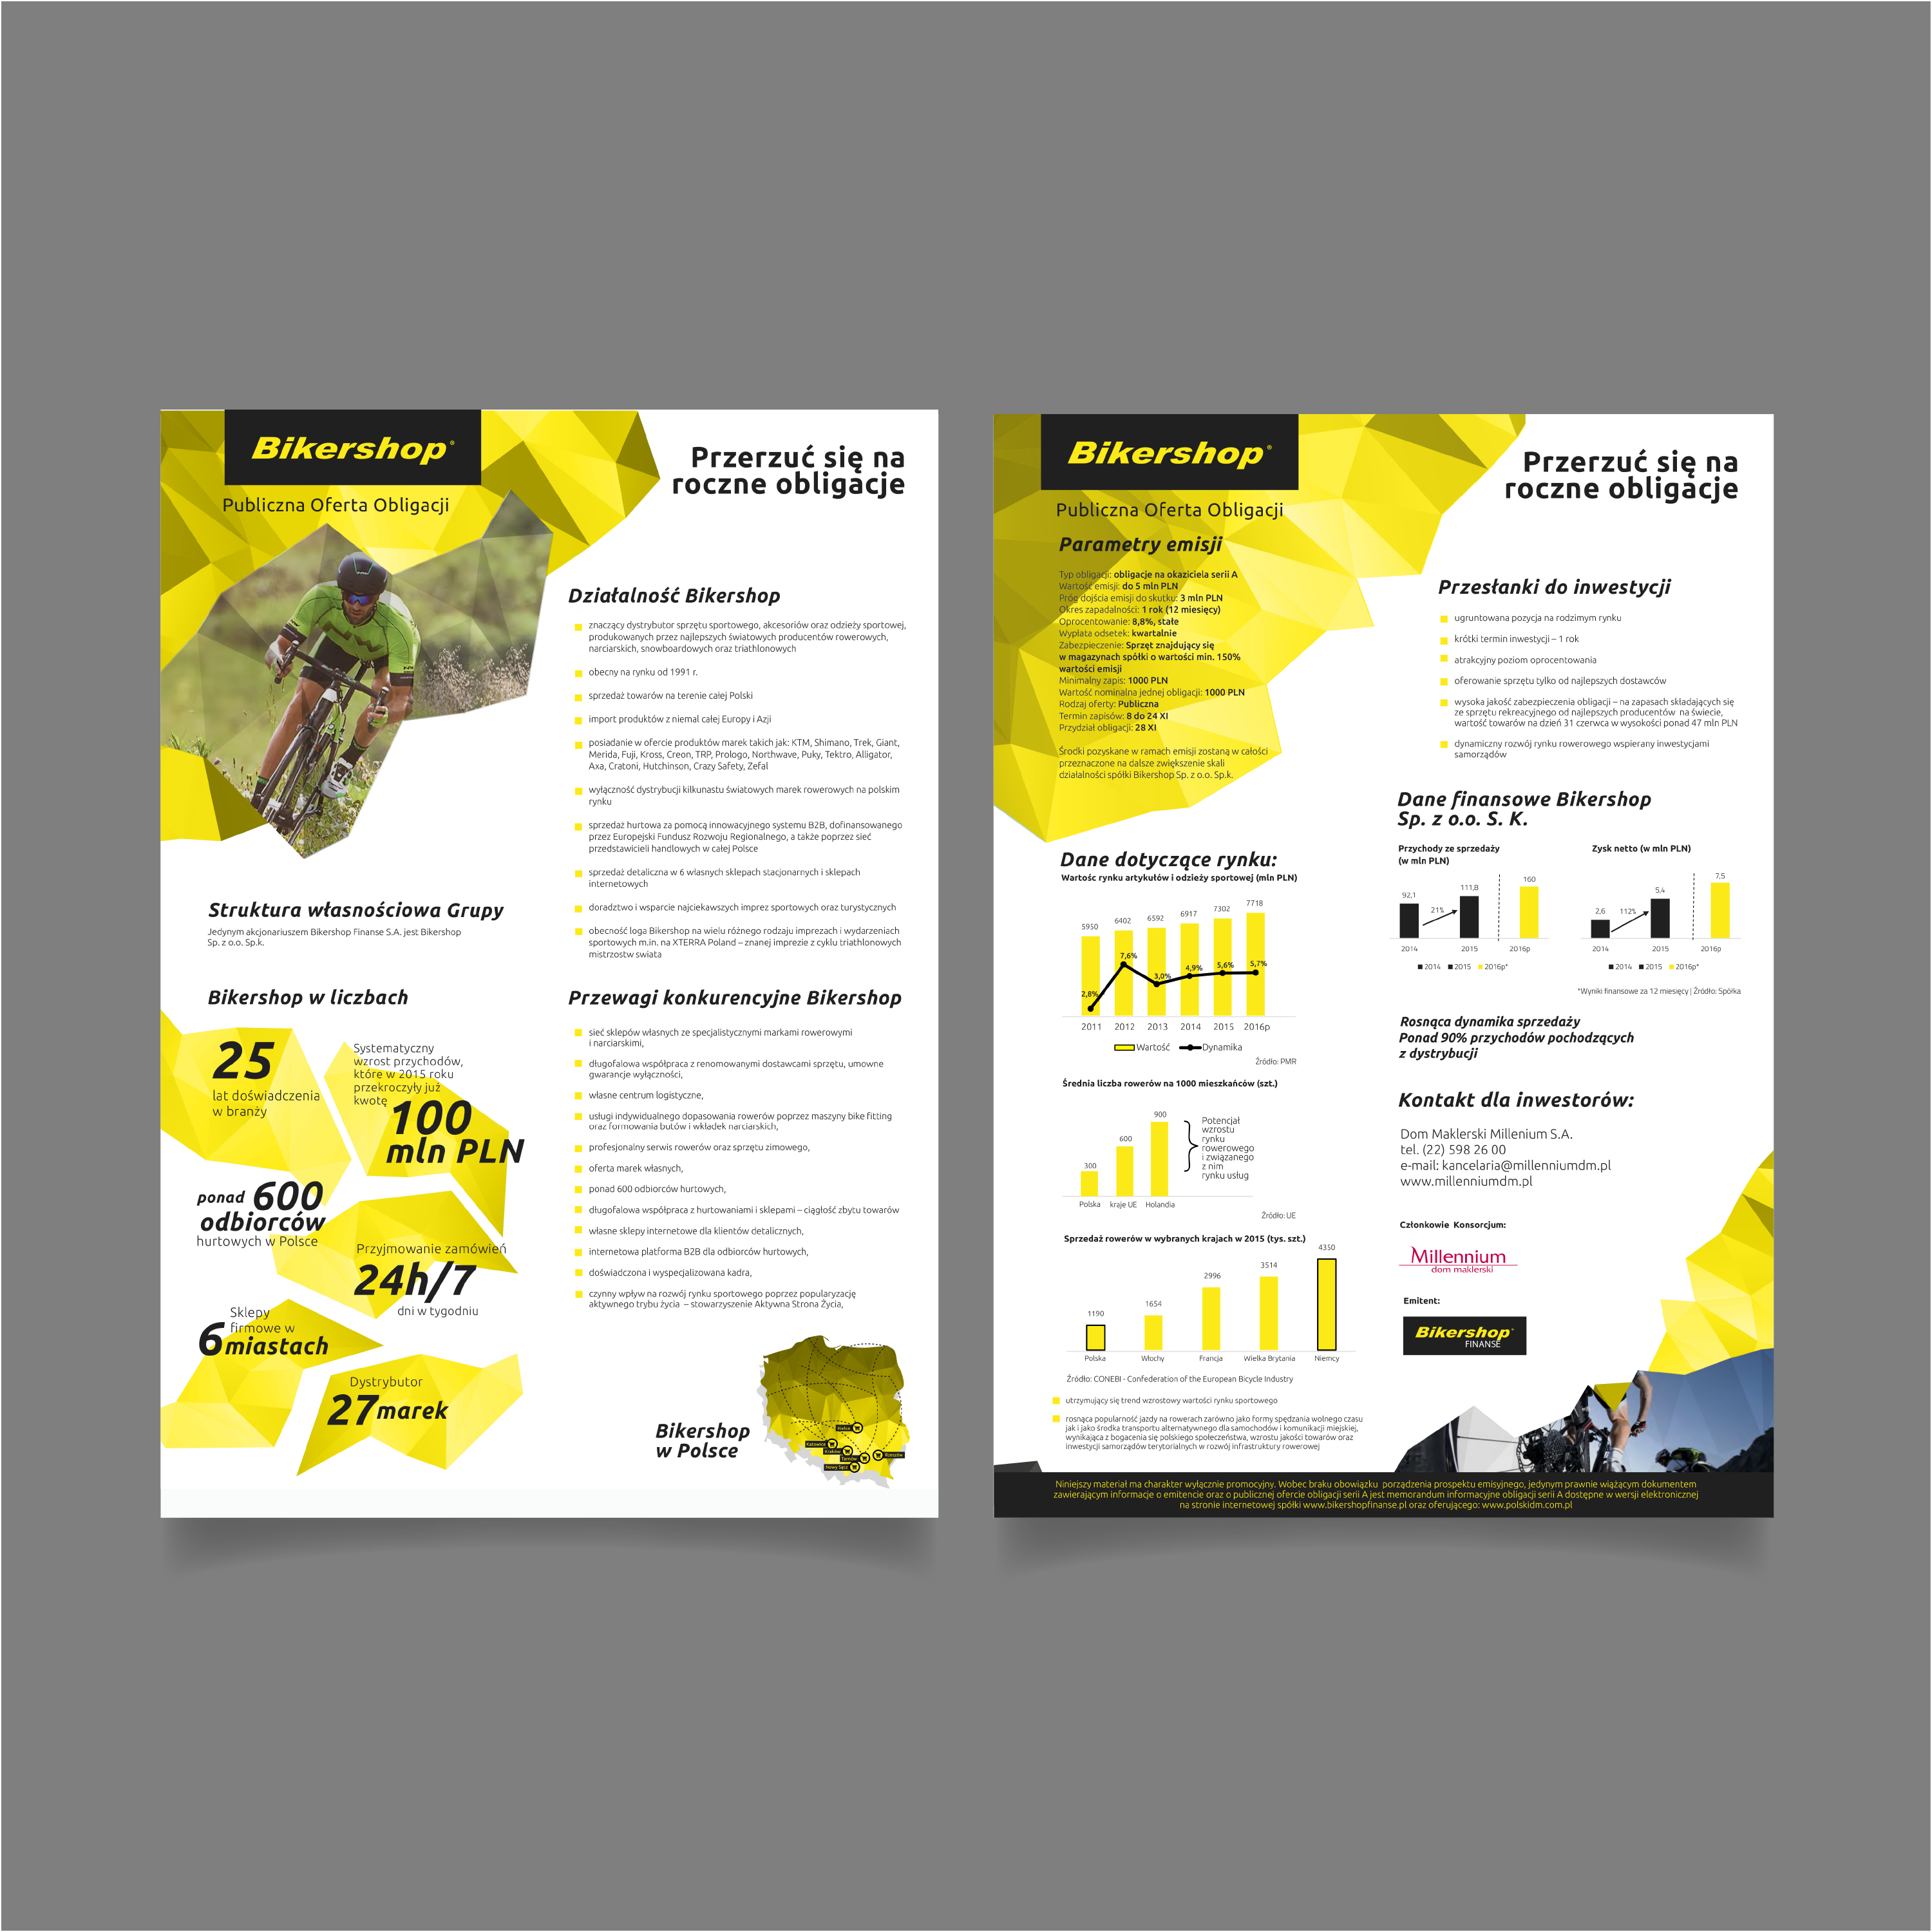 Bikershop®
Publiczna Oferta Obligacji
Przerzuć się na
roczne obligacje
Działalność Bikershop
znaczący dystrybutor sprzętu sportowego, akcesoriów oraz odzieży sportowej,
produkowanych przez najlepszych światowych producentów rowerowych,
narciarskich, snowboardowych oraz triathlonowych
obecny na rynku od 1991 r.
sprzedaż towarów na terenie całej Polski
import produktów z niemal całej Europy i Azji
posiadanie w ofercie produktów marek takich jak: KTM, Shimano, Trek, Giant,
Merida, Fuji, Kross, Creon, TRP, Prologo, Northwave, Puky, Tektro, Alligator,
Axa, Cratoni, Hutchinson, Crazy Safety, Zefal
wyłączność dystrybucji kilkunastu światowych marek rowerowych na polskim
rynku
sprzedaż hurtowa za pomocą innowacyjnego systemu B2B, dofinansowanego
przez Europejski Fundusz Rozwoju Regionalnego, a także poprzez sieć
przedstawicieli handlowych w całej Polsce
sprzedaż detaliczna w 6 własnych sklepach stacjonarnych i sklepach
internetowych
doradztwo i wsparcie najciekawszych imprez sportowych oraz turystycznych
obecność loga Bikershop na wielu różnego rodzaju imprezach i wydarzeniach
sportowych m.in. na XTERRA Poland – znanej imprezie z cyklu triathlonowych
mistrzostw swiata
Struktura własnościowa Grupy
Jedynym akcjonariuszem Bikershop Finanse S.A. jest Bikershop
Sp. z o.o. Sp.k.
Bikershop w liczbach
25
lat doświadczenia
w branży
Systematyczny
wzrost przychodów,
które w 2015 roku
przekroczyły już
kwotę
100
mln PLN
ponad 600
odbiorców
hurtowych w Polsce
Przyjmowanie zamówień
24h/7
dni w tygodniu
Sklepy
firmowe w
6 miastach
Dystrybutor
27 marek
Przewagi konkurencyjne Bikershop
sieć sklepów własnych ze specjalistycznymi markami rowerowymi
i narciarskimi,
długofalowa współpraca z renomowanymi dostawcami sprzętu, umowne
gwarancje wyłączności,
własne centrum logistyczne,
usługi indywidualnego dopasowania rowerów poprzez maszyny bike fitting
oraz formowania butów i wkładek narciarskich,
profesjonalny serwis rowerów oraz sprzętu zimowego,
oferta marek własnych,
ponad 600 odbiorców hurtowych,
długofalowa współpraca z hurtowaniami i sklepami – ciągłość zbytu towarów
własne sklepy internetowe dla klientów detalicznych,
internetowa platforma B2B dla odbiorców hurtowych,
doświadczona i wyspecjalizowana kadra,
czynny wpływ na rozwój rynku sportowego poprzez popularyzację
aktywnego trybu życia – stowarzyszenie Aktywna Strona Życia,
Bikershop
w Polsce
Kielce
Katowice
Kraków
Tarnów
Rzeszów
Nowy Sącz
Bikershop®
Publiczna Oferta Obligacji
Przerzuć się na
roczne obligacje
Parametry emisji
Typ obligacji: obligacje na okaziciela serii A
Wartość emisji: do 5 mln PLN
Próg dojścia emisji do skutku: 3 mln PLN
Okres zapadalności: 1 rok (12 miesięcy)
Oprocentowanie: 8,8%, stałe
Wypłata odsetek: kwartalnie
Zabezpieczenie: Sprzęt znajdujący się
w magazynach spółki o wartości min. 150%
wartości emisji
Minimalny zapis: 1000 PLN
Wartość nominalna jednej obligacji: 1000 PLN
Rodzaj oferty: Publiczna
Termin zapisów: 8 do 24 XI
Przydział obligacji: 28 XI
Środki pozyskane w ramach emisji zostaną w całości
przeznaczone na dalsze zwiększenie skali
działalności spółki Bikershop Sp. z o.o. Sp.k.
Przesłanki do inwestycji
ugruntowana pozycja na rodzimym rynku
krótki termin inwestycji – 1 rok
atrakcyjny poziom oprocentowania
oferowanie sprzętu tylko od najlepszych dostawców
wysoka jakość zabezpieczenia obligacji – na zapasach składających się
ze sprzętu rekreacyjnego od najlepszych producentów na świecie,
wartość towarów na dzień 31 czerwca w wysokości ponad 47 mln PLN
dynamiczny rozwój rynku rowerowego wspierany inwestycjami
samorządów
Dane finansowe Bikershop
Sp. z o.o. S. K.
Przychody ze sprzedaży
(w mln PLN)
92,1
21%
111,8
160
2014 2015 2016p
2014 2015 2016p*
Zysk netto (w mln PLN)
2,6
112%
5,4
7,5
2014 2015 2016p
2014 2015 2016p*
*Wyniki finansowe za 12 miesięcy | Źródło: Spółka
Rosnąca dynamika sprzedaży
Ponad 90% przychodów pochodzących
z dystrybucji
Kontakt dla inwestorów:
Dom Maklerski Millenium S.A.
tel. (22) 598 26 00
e-mail: kancelaria@millenniumdm.pl
www.millenniumdm.pl
Członkowie Konsorcjum:
Millennium
dom maklerski
Emitent:
Bikershop®
FINANSE
Dane dotyczące rynku:
Wartośc rynku artykułów i odzieży sportowej (mln PLN)
5950 6402 6592 6917 7302 7718
2,8% 7,6% 3,0% 4,9% 5,6% 5,7%
2011 2012 2013 2014 2015 2016p
Wartość Dynamika
Źródło: PMR
Średnia liczba rowerów na 1000 mieszkańców (szt.)
300 600 900
Polska kraje UE Holandia
Potencjał
wzrostu
rynku
rowerowego
i związanego
z nim
rynku usług
Źródło: UE
Sprzedaż rowerów w wybranych krajach w 2015 (tys. szt.)
1190 1654 2996 3514 4350
Polska Włochy Francja Wielka Brytania Niemcy
Źródło: CONEBI - Confederation of the European Bicycle Industry
utrzymujący się trend wzrostowy wartości rynku sportowego
rosnąca popularność jazdy na rowerach zarówno jako formy spędzania wolnego czasu
jak i jako środka transportu alternatywnego dla samochodów i komunikacji miejskiej,
wynikająca z bogacenia się polskiego społeczeństwa, wzrostu jakości towarów oraz
inwestycji samorządów terytorialnych w rozwój infrastruktury rowerowej
Niniejszy materiał ma charakter wyłącznie promocyjny. Wobec braku obowiązku porządzenia prospektu emisyjnego, jedynym prawnie wiążącym dokumentem
zawierającym informacje o emitencie oraz o publicznej ofercie obligacji serii A jest memorandum informacyjne obligacji serii A dostępne w wersji elektronicznej
na stronie internetowej spółki www.bikershopfinanse.pl oraz oferującego: www.polskidm.com.pl